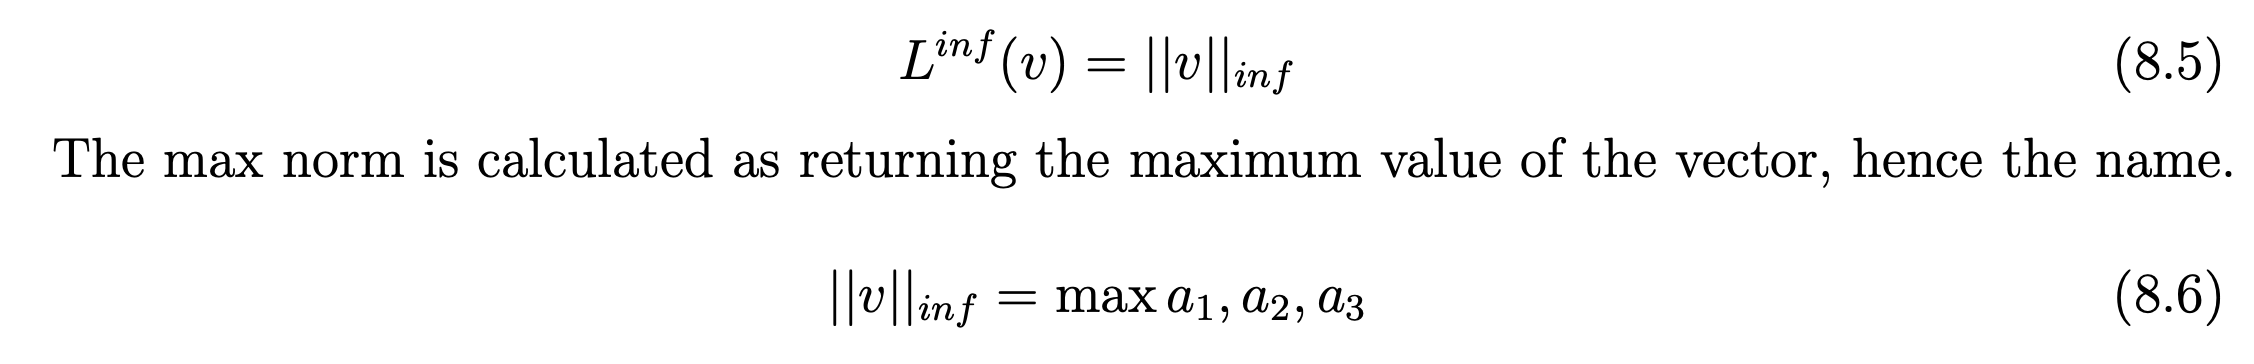 L^{inf}(v) = ||v||_{inf} (8.5)
The max norm is calculated as returning the maximum value of the vector, hence the name.
||v||_{inf} = max a_1, a_2, a_3 (8.6)